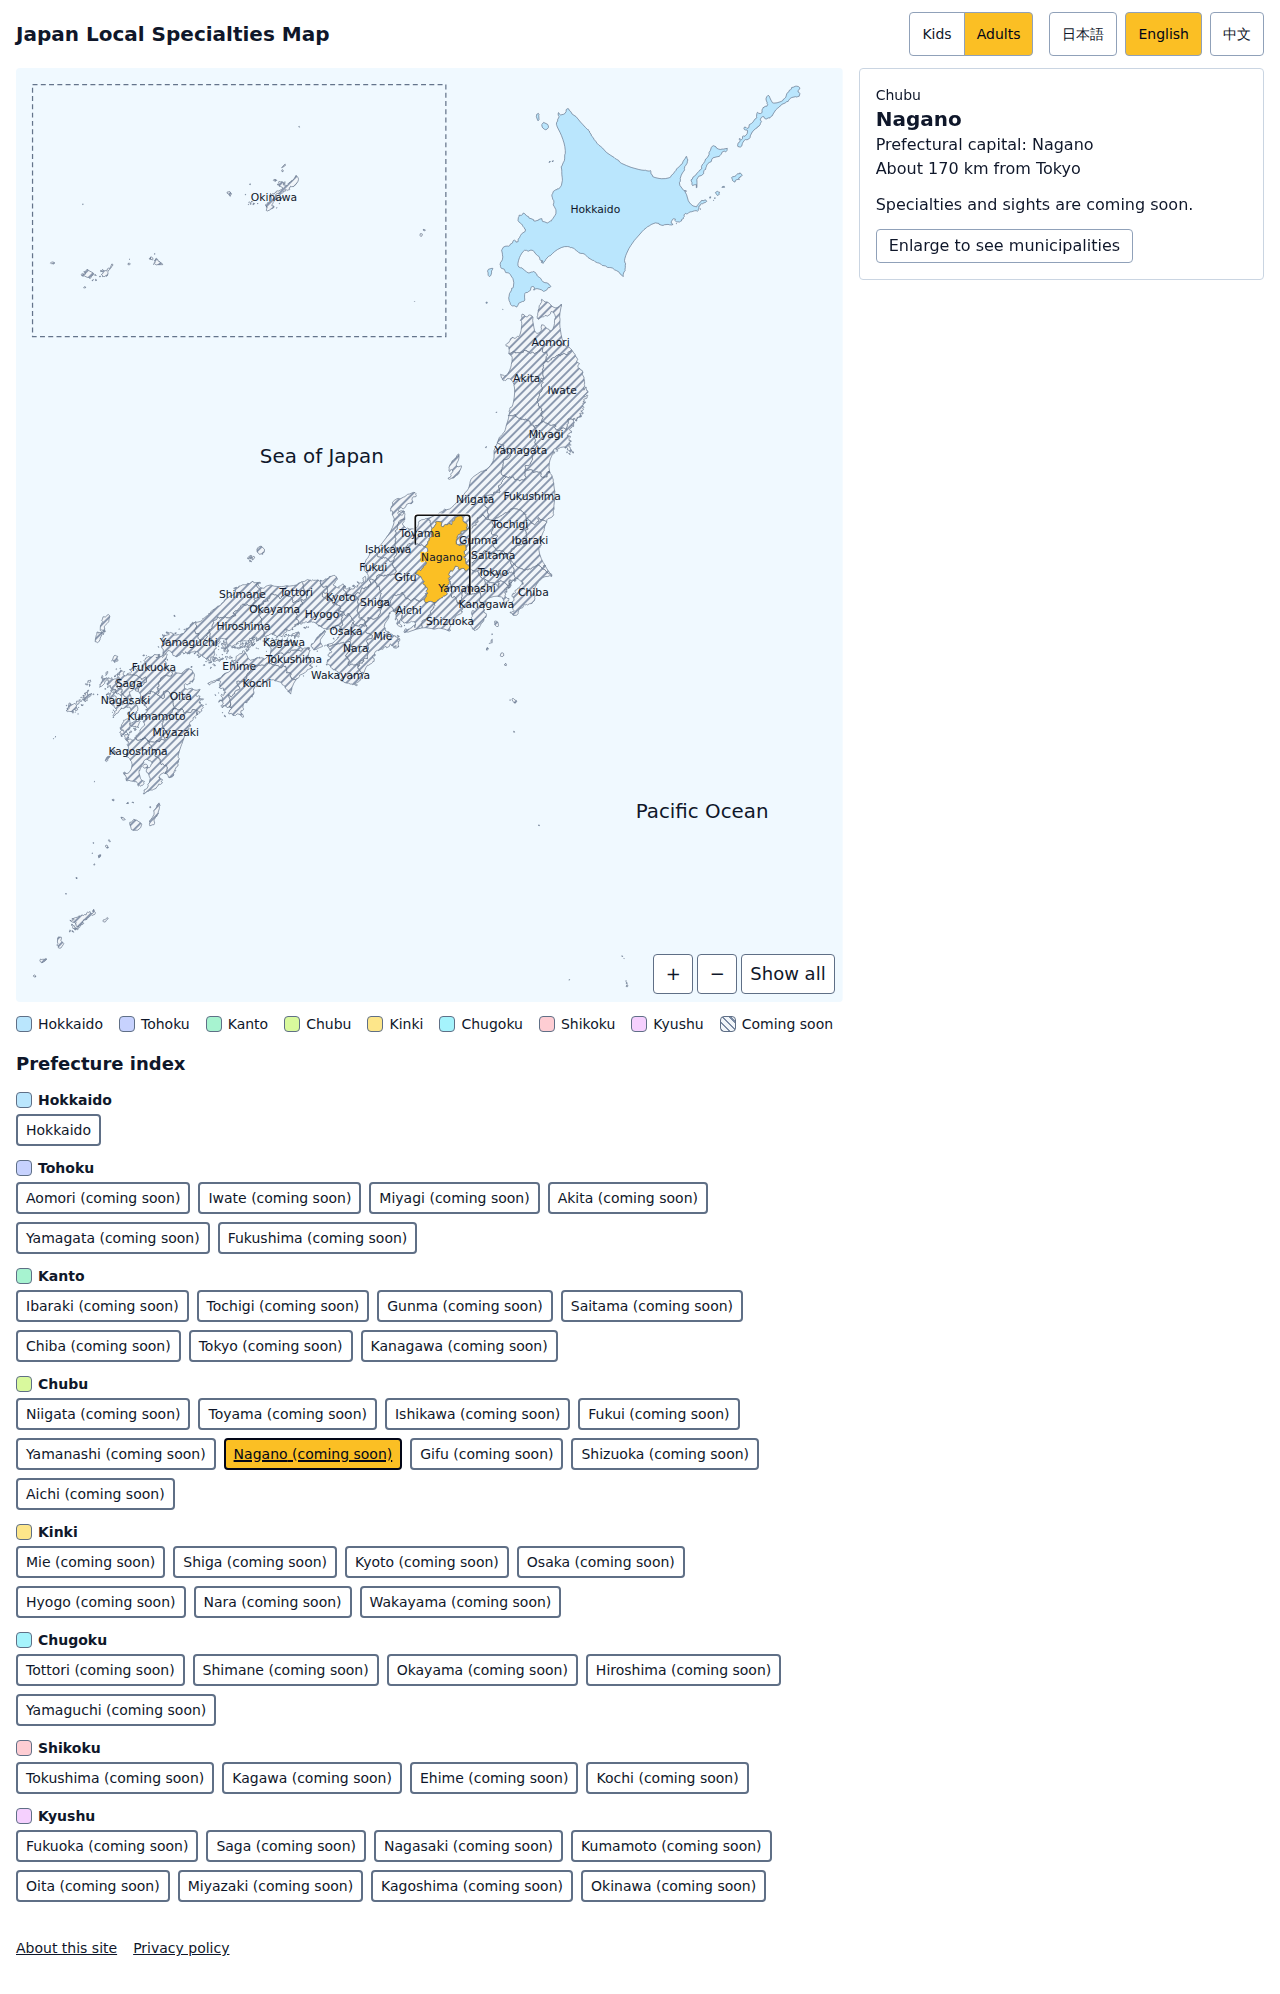 Japan Local Specialties Map
Kids Adults 日本語 English 中文
Okinawa
Hokkaido
Aomori
Akita
Iwate
Miyagi
Yamagata
Sea of Japan
Niigata Fukushima
Tochigi
Toyama
Gunma Ibaraki
Ishikawa
Saitama
Nagano
Fukui
Tokyo
Gifu
Yamanashi
Chiba
Shimane Tottori Kyoto Shiga
Kanagawa
Okayama Hyogo Aichi
Shizuoka
Hiroshima
Osaka
Mie
Yamaguchi Kagawa
Nara
Tokushima
Fukuoka Ehime
Wakayama
Saga
Kochi
Nagasaki Oita
Kumamoto
Miyazaki
Kagoshima
Pacific Ocean
+ − Show all
Chubu
Nagano
Prefectural capital: Nagano
About 170 km from Tokyo
Specialties and sights are coming soon.
Enlarge to see municipalities
Hokkaido Tohoku Kanto Chubu Kinki Chugoku Shikoku Kyushu Coming soon
Prefecture index
Hokkaido
Hokkaido
Tohoku
Aomori (coming soon) Iwate (coming soon) Miyagi (coming soon) Akita (coming soon)
Yamagata (coming soon) Fukushima (coming soon)
Kanto
Ibaraki (coming soon) Tochigi (coming soon) Gunma (coming soon) Saitama (coming soon)
Chiba (coming soon) Tokyo (coming soon) Kanagawa (coming soon)
Chubu
Niigata (coming soon) Toyama (coming soon) Ishikawa (coming soon) Fukui (coming soon)
Yamanashi (coming soon) Nagano (coming soon) Gifu (coming soon) Shizuoka (coming soon)
Aichi (coming soon)
Kinki
Mie (coming soon) Shiga (coming soon) Kyoto (coming soon) Osaka (coming soon)
Hyogo (coming soon) Nara (coming soon) Wakayama (coming soon)
Chugoku
Tottori (coming soon) Shimane (coming soon) Okayama (coming soon) Hiroshima (coming soon)
Yamaguchi (coming soon)
Shikoku
Tokushima (coming soon) Kagawa (coming soon) Ehime (coming soon) Kochi (coming soon)
Kyushu
Fukuoka (coming soon) Saga (coming soon) Nagasaki (coming soon) Kumamoto (coming soon)
Oita (coming soon) Miyazaki (coming soon) Kagoshima (coming soon) Okinawa (coming soon)
About this site Privacy policy